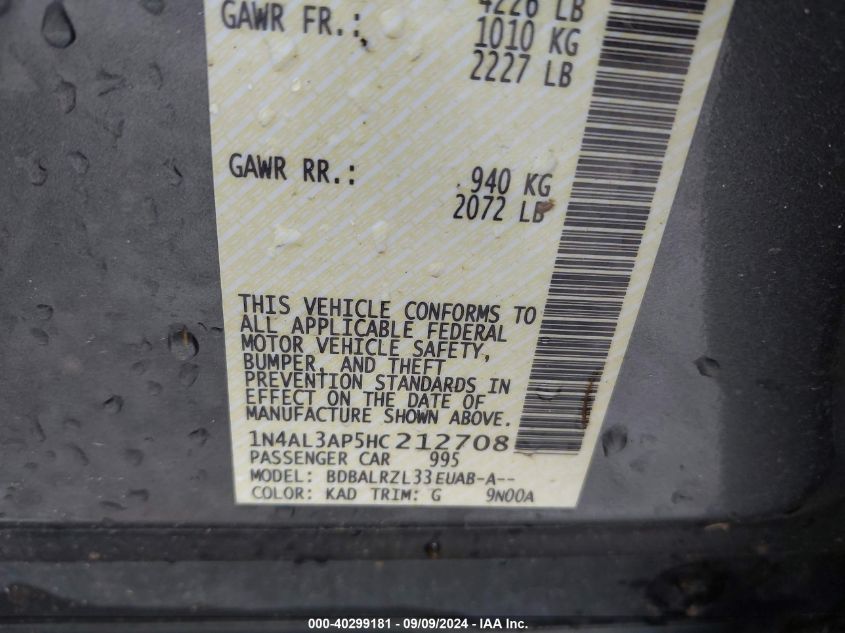 4226 LB
GAWR FR.: 1010 KG
2227 LB
GAWR RR.: 940 KG
2072 LB
THIS VEHICLE CONFORMS TO
ALL APPLICABLE FEDERAL
MOTOR VEHICLE SAFETY,
BUMPER, AND THEFT
PREVENTION STANDARDS IN
EFFECT ON THE DATE OF
MANUFACTURE SHOWN ABOVE.
1N4AL3AP5HC212708
PASSENGER CAR 995
MODEL: BDBALRZL33EUAB-A--
COLOR: KAD TRIM: G 9N00A
000-40299181 - 09/09/2024 - IAA Inc.